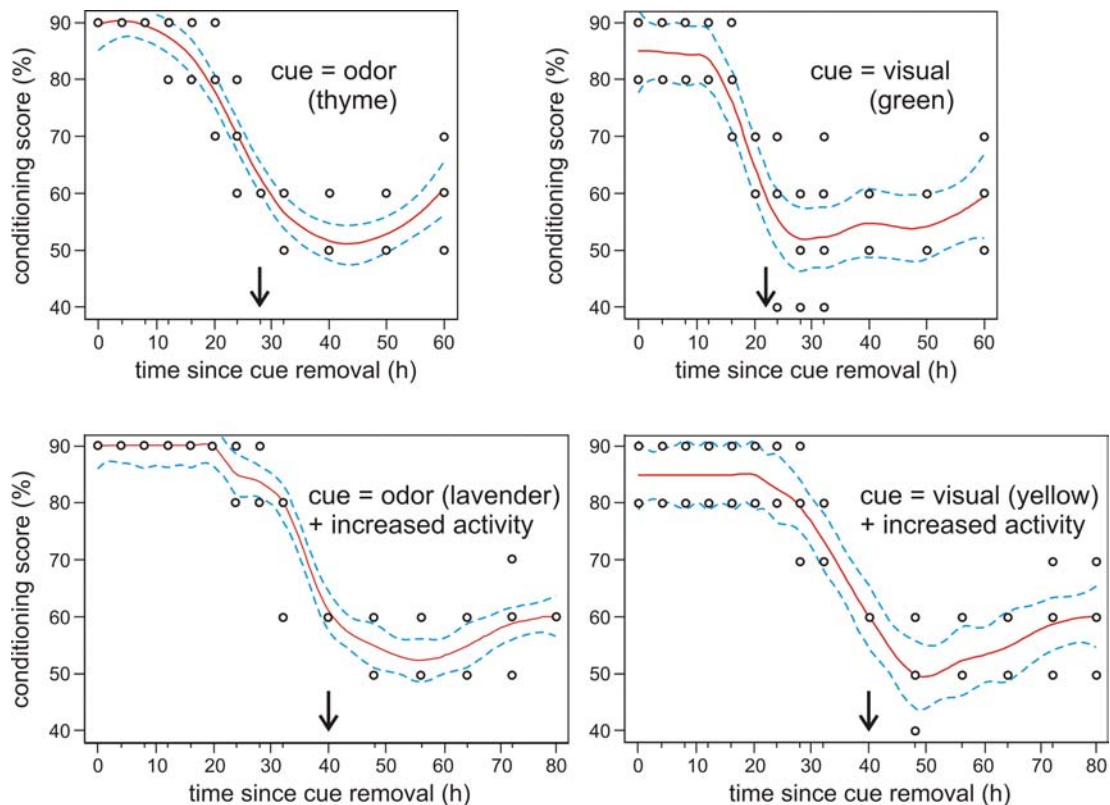 conditioning score (%)
90
80
70
60
50
40
cue = odor
(thyme)
0 10 20 30 40 50 60
time since cue removal (h)
conditioning score (%)
90
80
70
60
50
40
cue = visual
(green)
0 10 20 30 40 50 60
time since cue removal (h)
conditioning score (%)
90
80
70
60
50
40
cue = odor (lavender)
+ increased activity
0 10 20 30 40 50 60 70 80
time since cue removal (h)
90
80
70
60
50
40
cue = visual (yellow)
+ increased activity
0 10 20 30 40 50 60 70 80
time since cue removal (h)